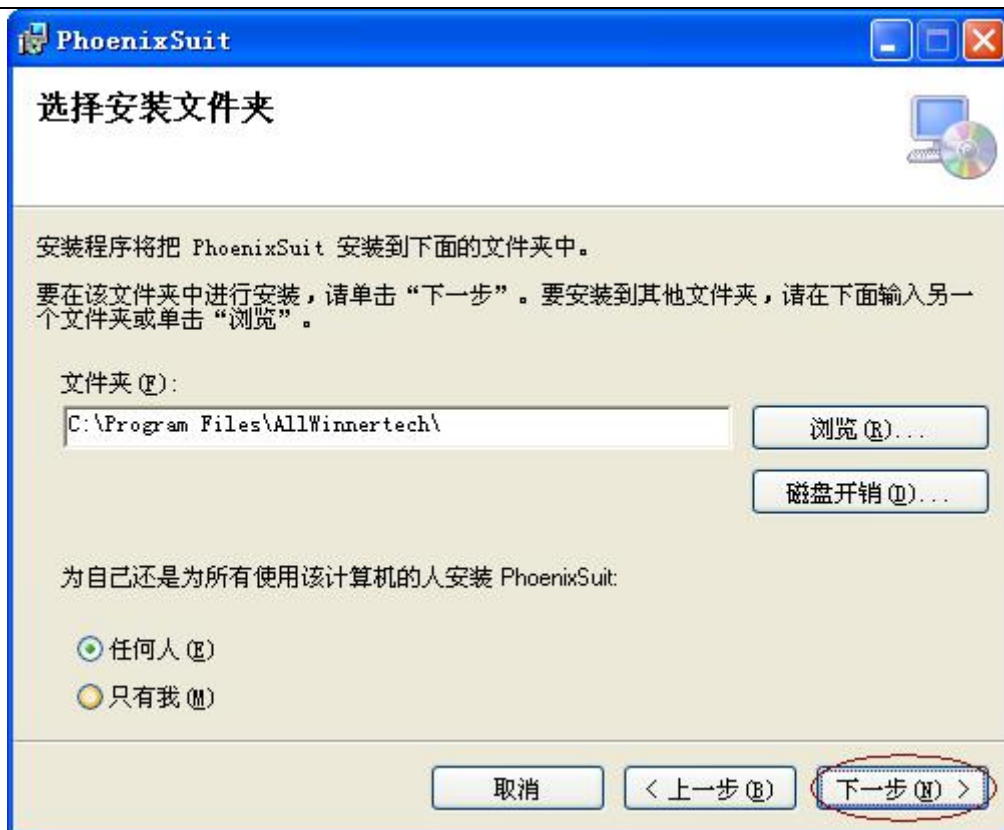 PhoenixSuit
选择安装文件夹
安装程序将把 PhoenixSuit 安装到下面的文件夹中。
要在该文件夹中进行安装，请单击“下一步”。要安装到其他文件夹，请在下面输入另一
个文件夹或单击“浏览”。
文件夹(F):
C:\Program Files\AllWinnertech\
浏览(R)...
磁盘开销(D)...
为自己还是为所有使用该计算机的人安装 PhoenixSuit:
任何人(E)
只有我(M)
取消
< 上一步(B)
下一步(N) >